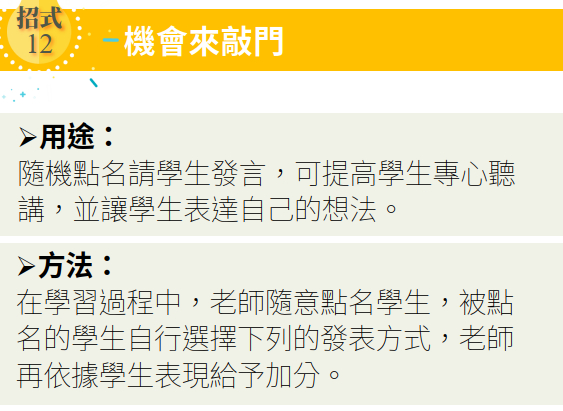 招式
12
機會來敲門
➢用途：
隨機點名請學生發言，可提高學生專心聽
講，並讓學生表達自己的想法。
➢方法：
在學習過程中，老師隨意點名學生，被點
名的學生自行選擇下列的發表方式，老師
再依據學生表現給予加分。